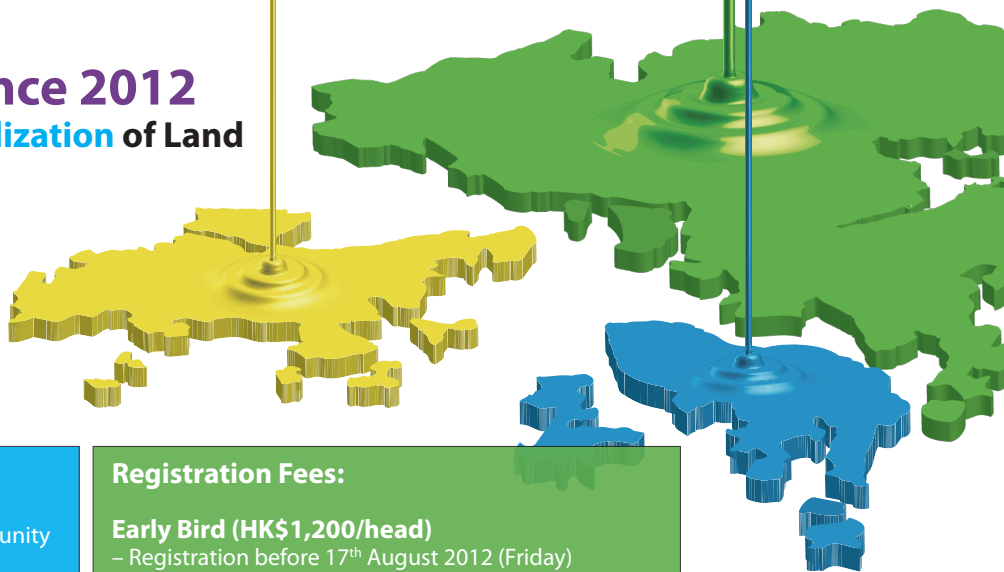 nce 2012
lization of Land
unity
Registration Fees:
Early Bird (HK$1,200/head)
– Registration before 17th August 2012 (Friday)